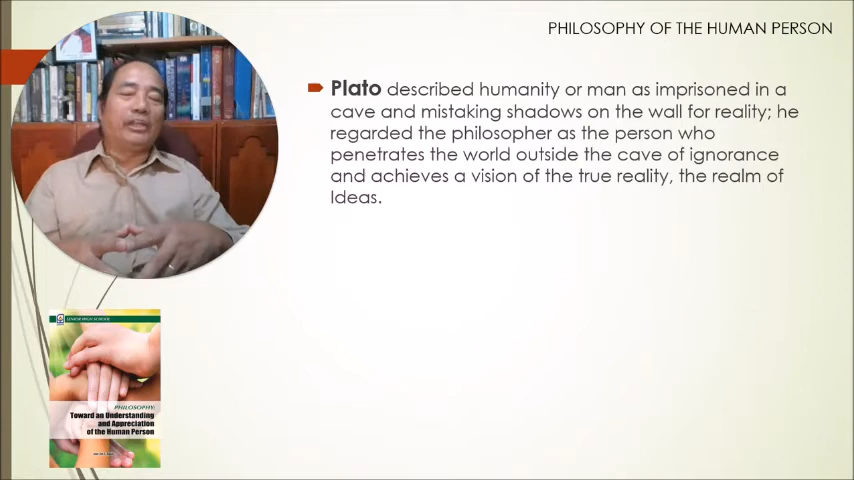 PHILOSOPHY OF THE HUMAN PERSON
Plato described humanity or man as imprisoned in a
cave and mistaking shadows on the wall for reality; he
regarded the philosopher as the person who
penetrates the world outside the cave of ignorance
and achieves a vision of the true reality, the realm of
Ideas.
SENIOR HIGH SCHOOL
PHILOSOPHY:
Toward an Understanding
and Appreciation
of the Human Person